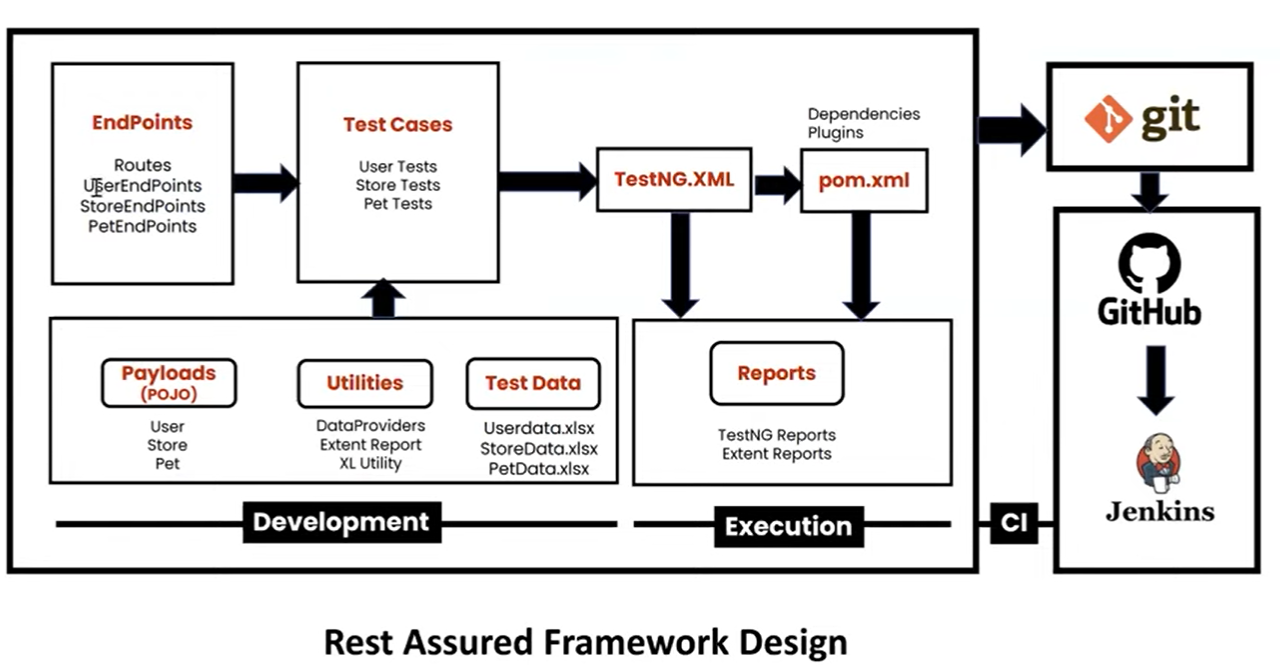 EndPoints
Routes
UserEndPoints
StoreEndPoints
PetEndPoints
Test Cases
User Tests
Store Tests
Pet Tests
TestNG.XML
Dependencies
Plugins
pom.xml
git
GitHub
Jenkins
Payloads
(POJO)
User
Store
Pet
Utilities
DataProviders
Extent Report
XL Utility
Test Data
Userdata.xlsx
StoreData.xlsx
PetData.xlsx
Reports
TestNG Reports
Extent Reports
Development
Execution
CI
Rest Assured Framework Design